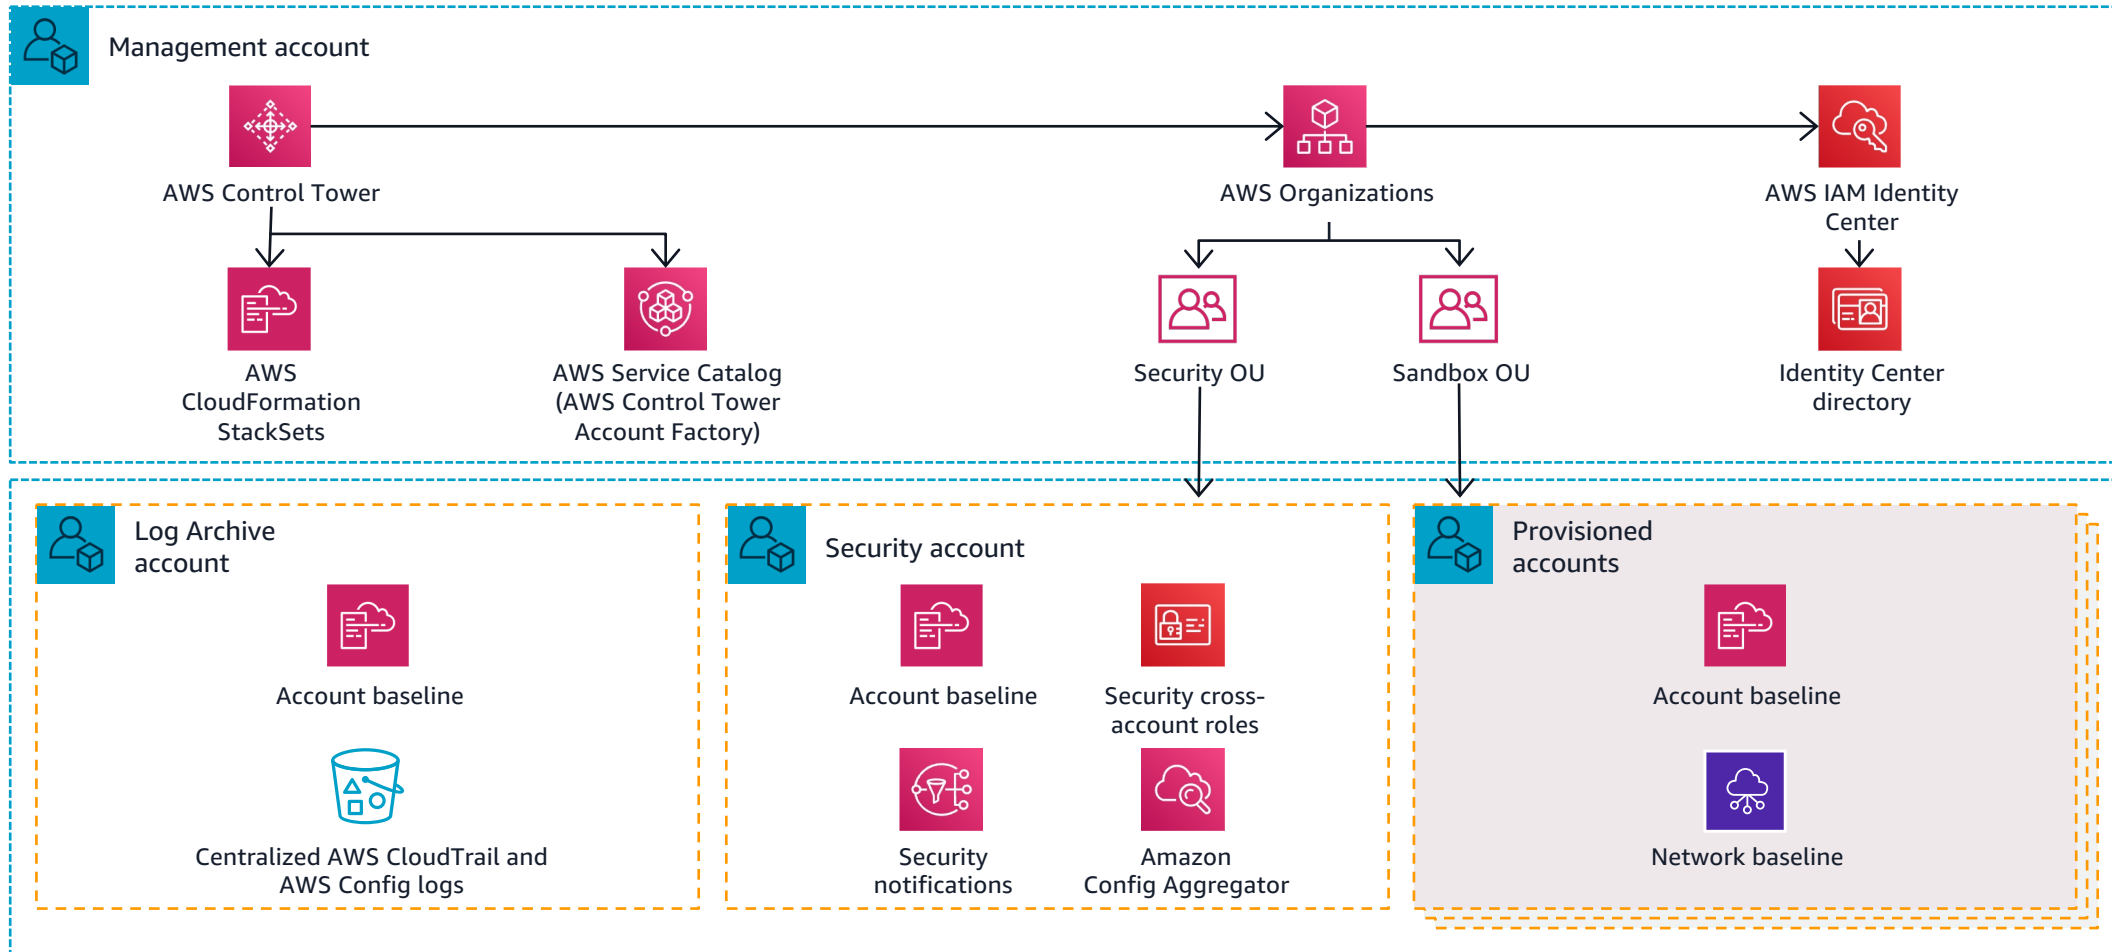 Management account
AWS Control Tower
AWS Organizations
AWS IAM Identity
Center
AWS
CloudFormation
StackSets
AWS Service Catalog
(AWS Control Tower
Account Factory)
Security OU
Sandbox OU
Identity Center
directory
Log Archive
account
Account baseline
Centralized AWS CloudTrail and
AWS Config logs
Security account
Account baseline
Security cross-
account roles
Security
notifications
Amazon
Config Aggregator
Provisioned
accounts
Account baseline
Network baseline